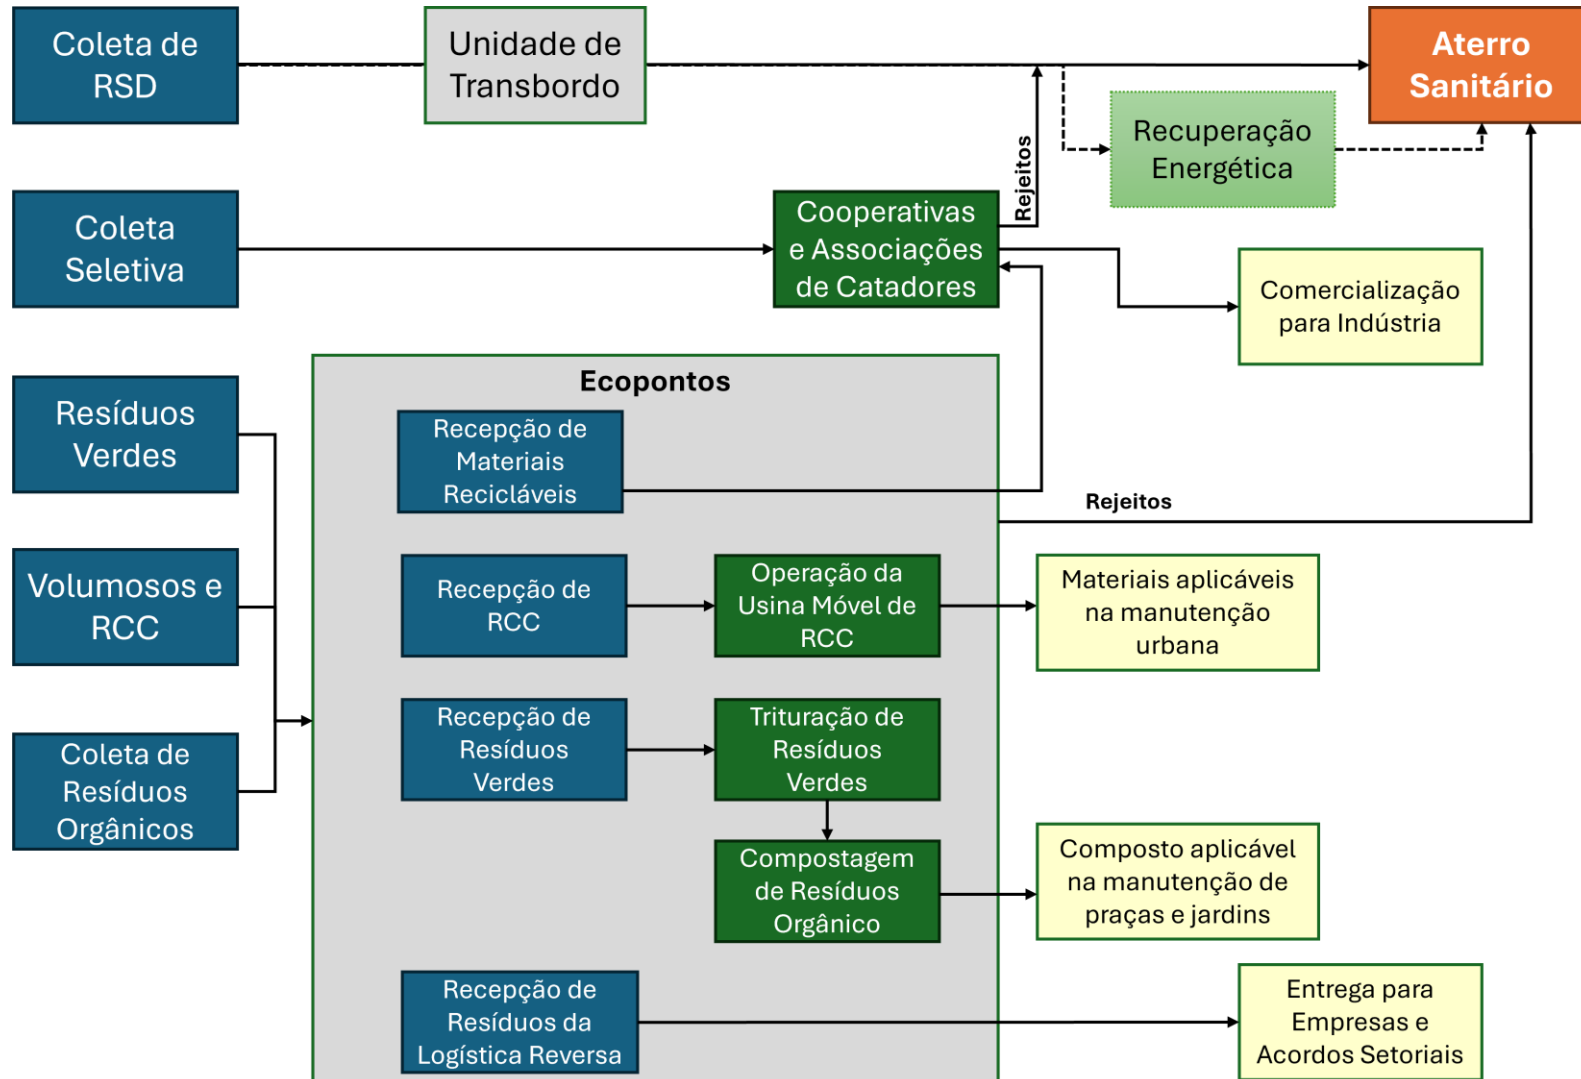 Coleta de
RSD
Unidade de
Transbordo
Aterro
Sanitário
Recuperação
Energética
Rejeitos
Coleta
Seletiva
Cooperativas
e Associações
de Catadores
Comercialização
para Indústria
Ecopontos
Resíduos
Verdes
Recepção de
Materiais
Recicláveis
Rejeitos
Volumosos e
RCC
Recepção de
RCC
Operação da
Usina Móvel de
RCC
Materiais aplicáveis
na manutenção
urbana
Coleta de
Resíduos
Orgânicos
Recepção de
Resíduos
Verdes
Trituração de
Resíduos
Verdes
Compostagem
de Resíduos
Orgânico
Composto aplicável
na manutenção de
praças e jardins
Recepção de
Resíduos da
Logística Reversa
Entrega para
Empresas e
Acordos Setoriais